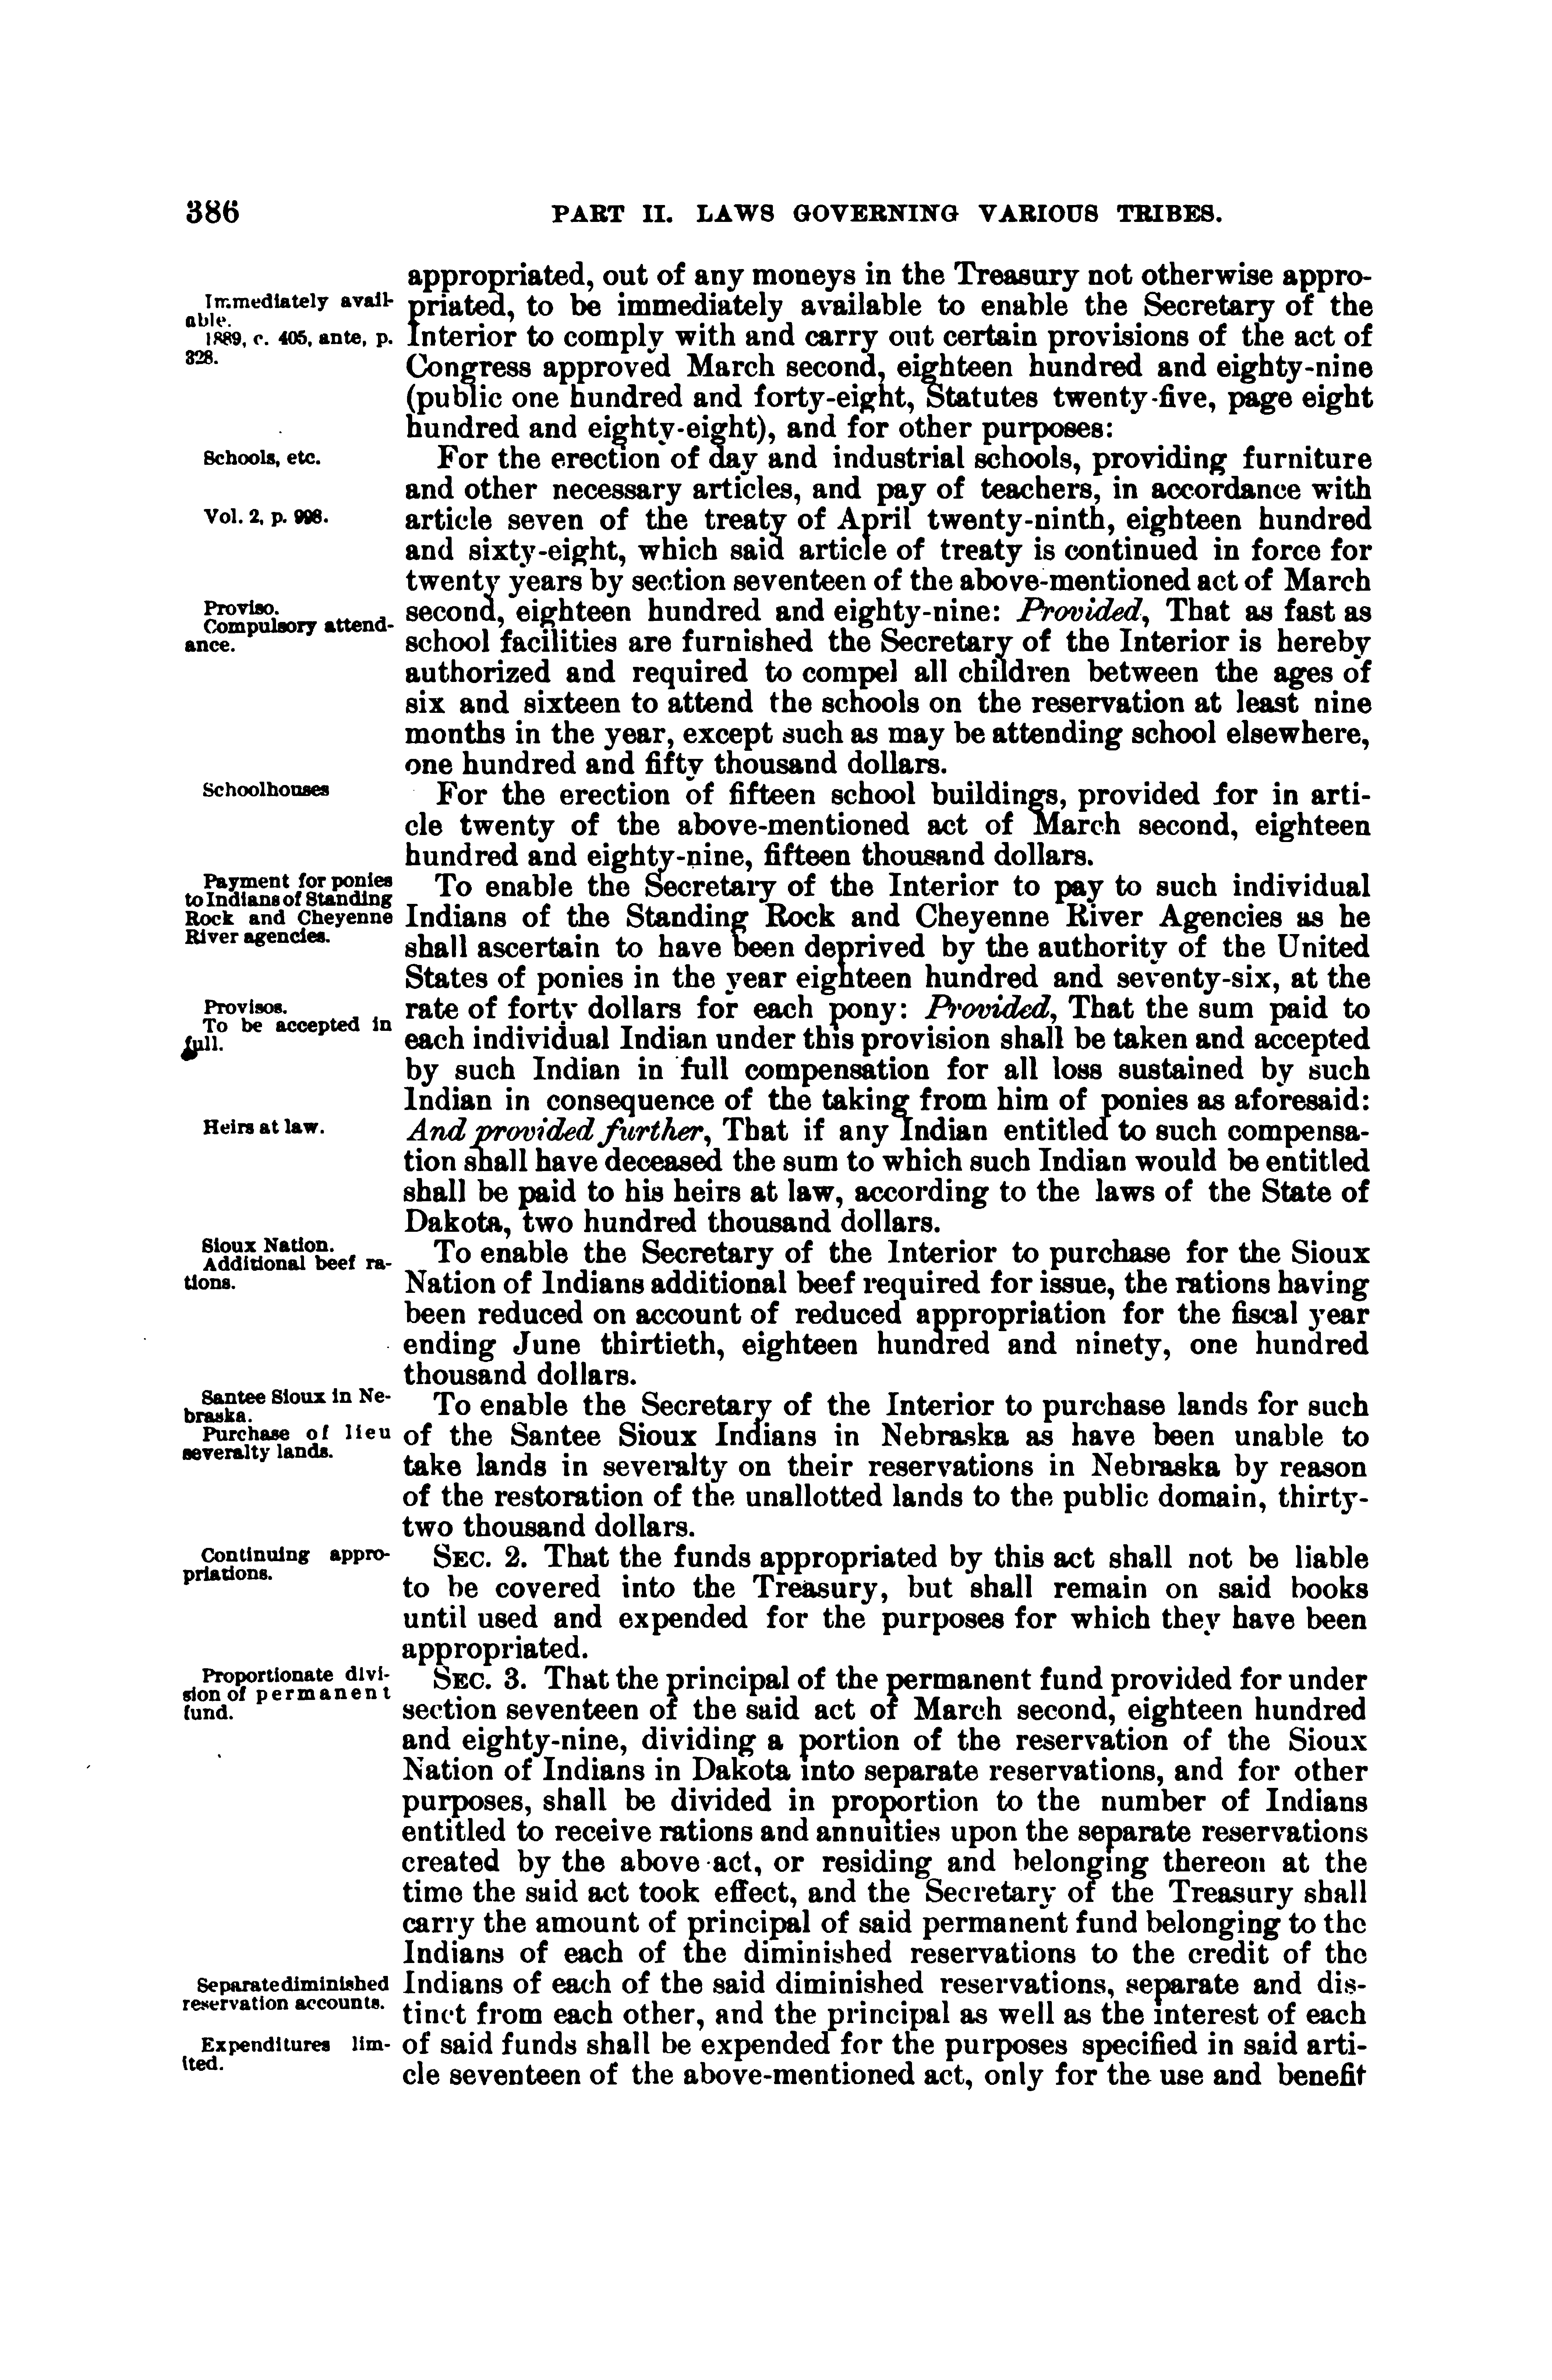 386
PART II. LAWS GOVERNING VARIOUS TRIBES.
appropriated, out of any moneys in the Treasury not otherwise appro-
Immediately avail-
able.
1889, c. 405, ante, p.
328.
priated, to be immediately available to enable the Secretary of the
Interior to comply with and carry out certain provisions of the act of
Congress approved March second, eighteen hundred and eighty-nine
(public one hundred and forty-eight, Statutes twenty-five, page eight
hundred and eighty-eight), and for other purposes:
Schools, etc.
For the erection of day and industrial schools, providing furniture
and other necessary articles, and pay of teachers, in accordance with
Vol. 2, p. 998.
article seven of the treaty of April twenty-ninth, eighteen hundred
and sixty-eight, which said article of treaty is continued in force for
twenty years by section seventeen of the above-mentioned act of March
Proviso.
Compulsory attend-
ance.
second, eighteen hundred and eighty-nine: Provided, That as fast as
school facilities are furnished the Secretary of the Interior is hereby
authorized and required to compel all children between the ages of
six and sixteen to attend the schools on the reservation at least nine
months in the year, except such as may be attending school elsewhere,
one hundred and fifty thousand dollars.
Schoolhouses
For the erection of fifteen school buildings, provided for in arti-
cle twenty of the above-mentioned act of March second, eighteen
hundred and eighty-nine, fifteen thousand dollars.
Payment for ponies
to Indians of Standing
Rock and Cheyenne
River agencies.
To enable the Secretary of the Interior to pay to such individual
Indians of the Standing Rock and Cheyenne River Agencies as he
shall ascertain to have been deprived by the authority of the United
States of ponies in the year eighteen hundred and seventy-six, at the
Provisos.
To be accepted in
full.
rate of forty dollars for each pony: Provided, That the sum paid to
each individual Indian under this provision shall be taken and accepted
by such Indian in full compensation for all loss sustained by such
Indian in consequence of the taking from him of ponies as aforesaid:
Heirs at law.
And provided further, That if any Indian entitled to such compensa-
tion shall have deceased the sum to which such Indian would be entitled
shall be paid to his heirs at law, according to the laws of the State of
Dakota, two hundred thousand dollars.
Sioux Nation.
Additional beef ra-
tions.
To enable the Secretary of the Interior to purchase for the Sioux
Nation of Indians additional beef required for issue, the rations having
been reduced on account of reduced appropriation for the fiscal year
ending June thirtieth, eighteen hundred and ninety, one hundred
thousand dollars.
Santee Sioux in Ne-
braska.
Purchase of lieu
severalty lands.
To enable the Secretary of the Interior to purchase lands for such
of the Santee Sioux Indians in Nebraska as have been unable to
take lands in severalty on their reservations in Nebraska by reason
of the restoration of the unallotted lands to the public domain, thirty-
two thousand dollars.
Continuing appro-
priations.
SEC. 2. That the funds appropriated by this act shall not be liable
to be covered into the Treasury, but shall remain on said books
until used and expended for the purposes for which they have been
appropriated.
Proportionate divi-
sion of permanent
fund.
SEC. 3. That the principal of the permanent fund provided for under
section seventeen of the said act of March second, eighteen hundred
and eighty-nine, dividing a portion of the reservation of the Sioux
Nation of Indians in Dakota into separate reservations, and for other
purposes, shall be divided in proportion to the number of Indians
entitled to receive rations and annuities upon the separate reservations
created by the above act, or residing and belonging thereon at the
time the said act took effect, and the Secretary of the Treasury shall
carry the amount of principal of said permanent fund belonging to the
Indians of each of the diminished reservations to the credit of the
Separate diminished
reservation accounts.
Indians of each of the said diminished reservations, separate and dis-
tinct from each other, and the principal as well as the interest of each
Expenditures lim-
ited.
of said funds shall be expended for the purposes specified in said arti-
cle seventeen of the above-mentioned act, only for the use and benefit